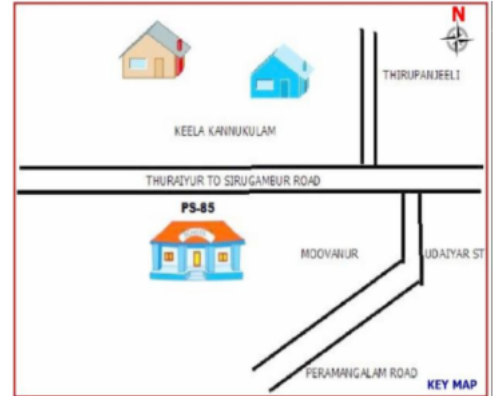 N
THIRUPANJEELI
KEELA KANNUKULAM
THURAIYUR TO SIRUGAMBUR ROAD
PS-85
MOOVANUR
UDAIYAR ST
PERAMANGALAM ROAD
KEY MAP